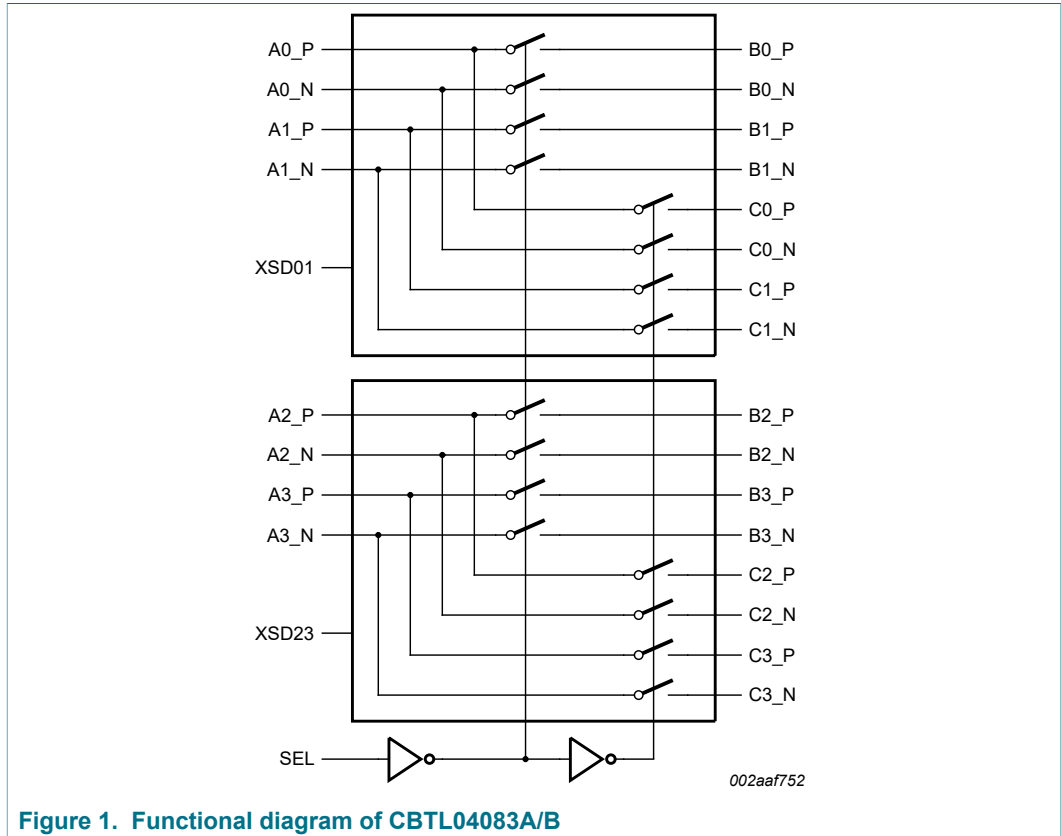 A0_P
B0_P
A0_N
B0_N
A1_P
B1_P
A1_N
B1_N
C0_P
C0_N
XSD01
C1_P
C1_N
A2_P
B2_P
A2_N
B2_N
A3_P
B3_P
A3_N
B3_N
C2_P
C2_N
XSD23
C3_P
C3_N
SEL
002aaf752
Figure 1. Functional diagram of CBTL04083A/B